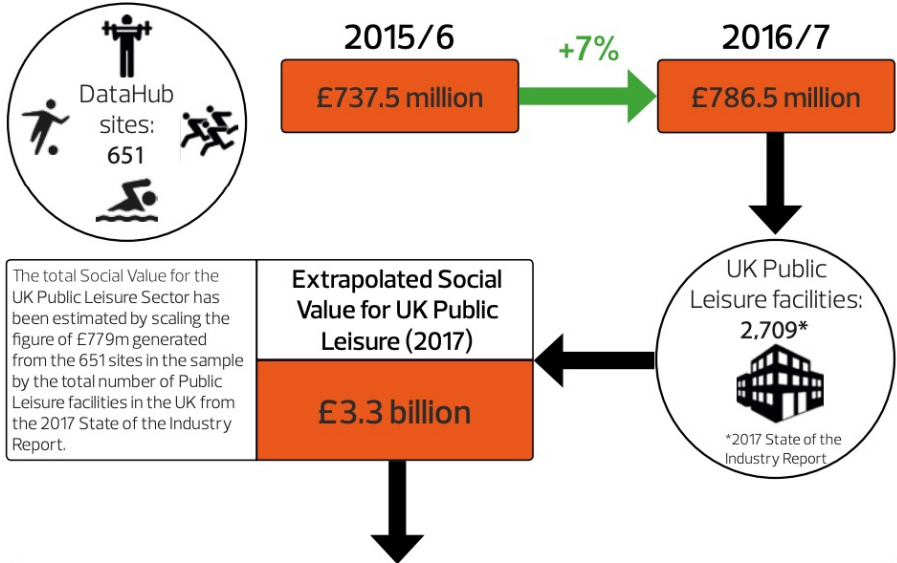 DataHub
sites:
651
2015/6
£737.5 million
+7%
2016/7
£786.5 million
UK Public
Leisure facilities:
2,709*
*2017 State of the
Industry Report
The total Social Value for the
UK Public Leisure Sector has
been estimated by scaling the
figure of £779m generated
from the 651 sites in the sample
by the total number of Public
Leisure facilities in the UK from
the 2017 State of the Industry
Report.
Extrapolated Social
Value for UK Public
Leisure (2017)
£3.3 billion